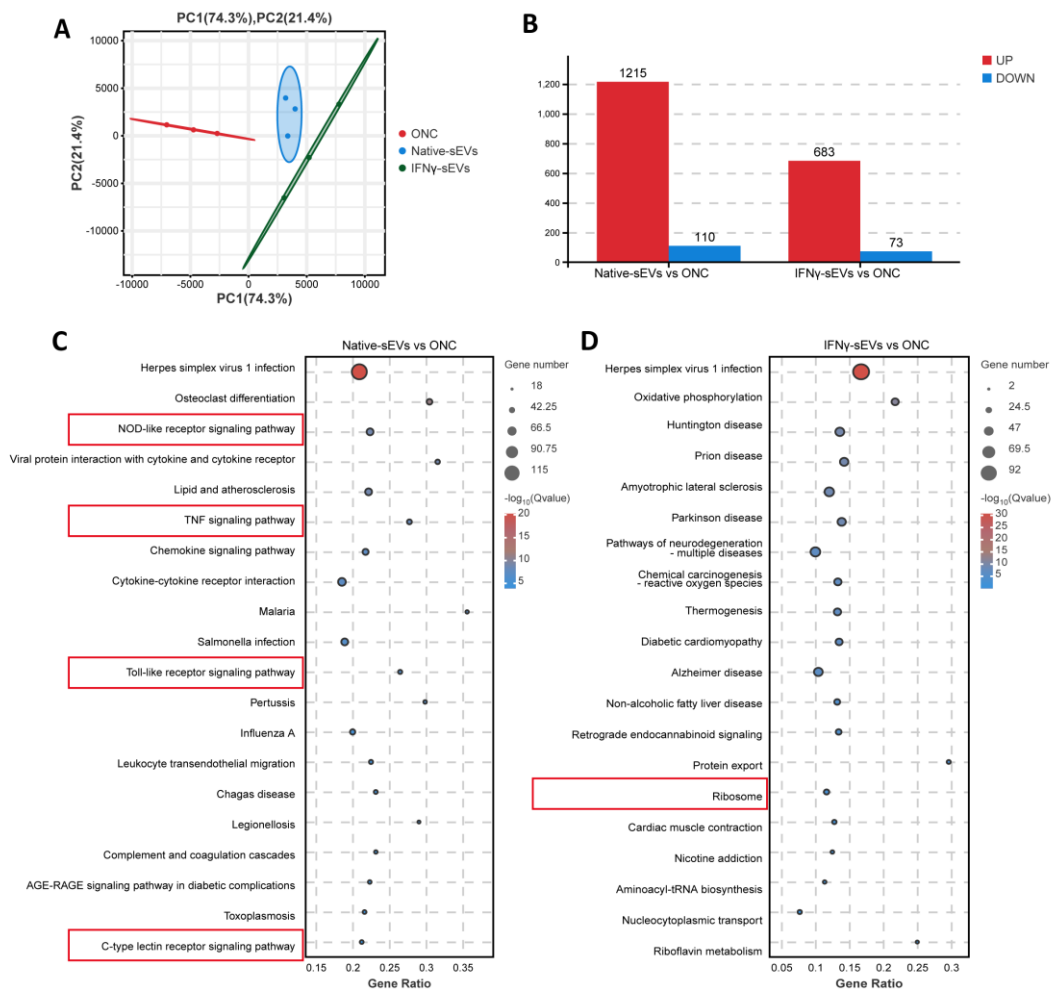 A
PC1(74.3%),PC2(21.4%)
10000
5000
0
-5000
-10000
PC2(21.4%)
-10000
-5000
0
5000
10000
PC1(74.3%)
ONC
Native-sEVs
IFNγ-sEVs
B
UP
DOWN
1,200
1,000
800
600
400
200
0
1215
110
683
73
Native-sEVs vs ONC
IFNγ-sEVs vs ONC
C
Native-sEVs vs ONC
Herpes simplex virus 1 infection
Osteoclast differentiation
NOD-like receptor signaling pathway
Viral protein interaction with cytokine and cytokine receptor
Lipid and atherosclerosis
TNF signaling pathway
Chemokine signaling pathway
Cytokine-cytokine receptor interaction
Malaria
Salmonella infection
Toll-like receptor signaling pathway
Pertussis
Influenza A
Leukocyte transendothelial migration
Chagas disease
Legionellosis
Complement and coagulation cascades
AGE-RAGE signaling pathway in diabetic complications
Toxoplasmosis
C-type lectin receptor signaling pathway
0.15
0.2
0.25
0.3
0.35
Gene Ratio
Gene number
18
42.25
66.5
90.75
115
-log10(Qvalue)
20
15
10
5
D
IFNγ-sEVs vs ONC
Herpes simplex virus 1 infection
Oxidative phosphorylation
Huntington disease
Prion disease
Amyotrophic lateral sclerosis
Parkinson disease
Pathways of neurodegeneration
- multiple diseases
Chemical carcinogenesis
- reactive oxygen species
Thermogenesis
Diabetic cardiomyopathy
Alzheimer disease
Non-alcoholic fatty liver disease
Retrograde endocannabinoid signaling
Protein export
Ribosome
Cardiac muscle contraction
Nicotine addiction
Aminoacyl-tRNA biosynthesis
Nucleocytoplasmic transport
Riboflavin metabolism
0.05
0.1
0.15
0.2
0.25
0.3
Gene Ratio
Gene number
2
24.5
47
69.5
92
-log10(Qvalue)
30
25
20
15
10
5